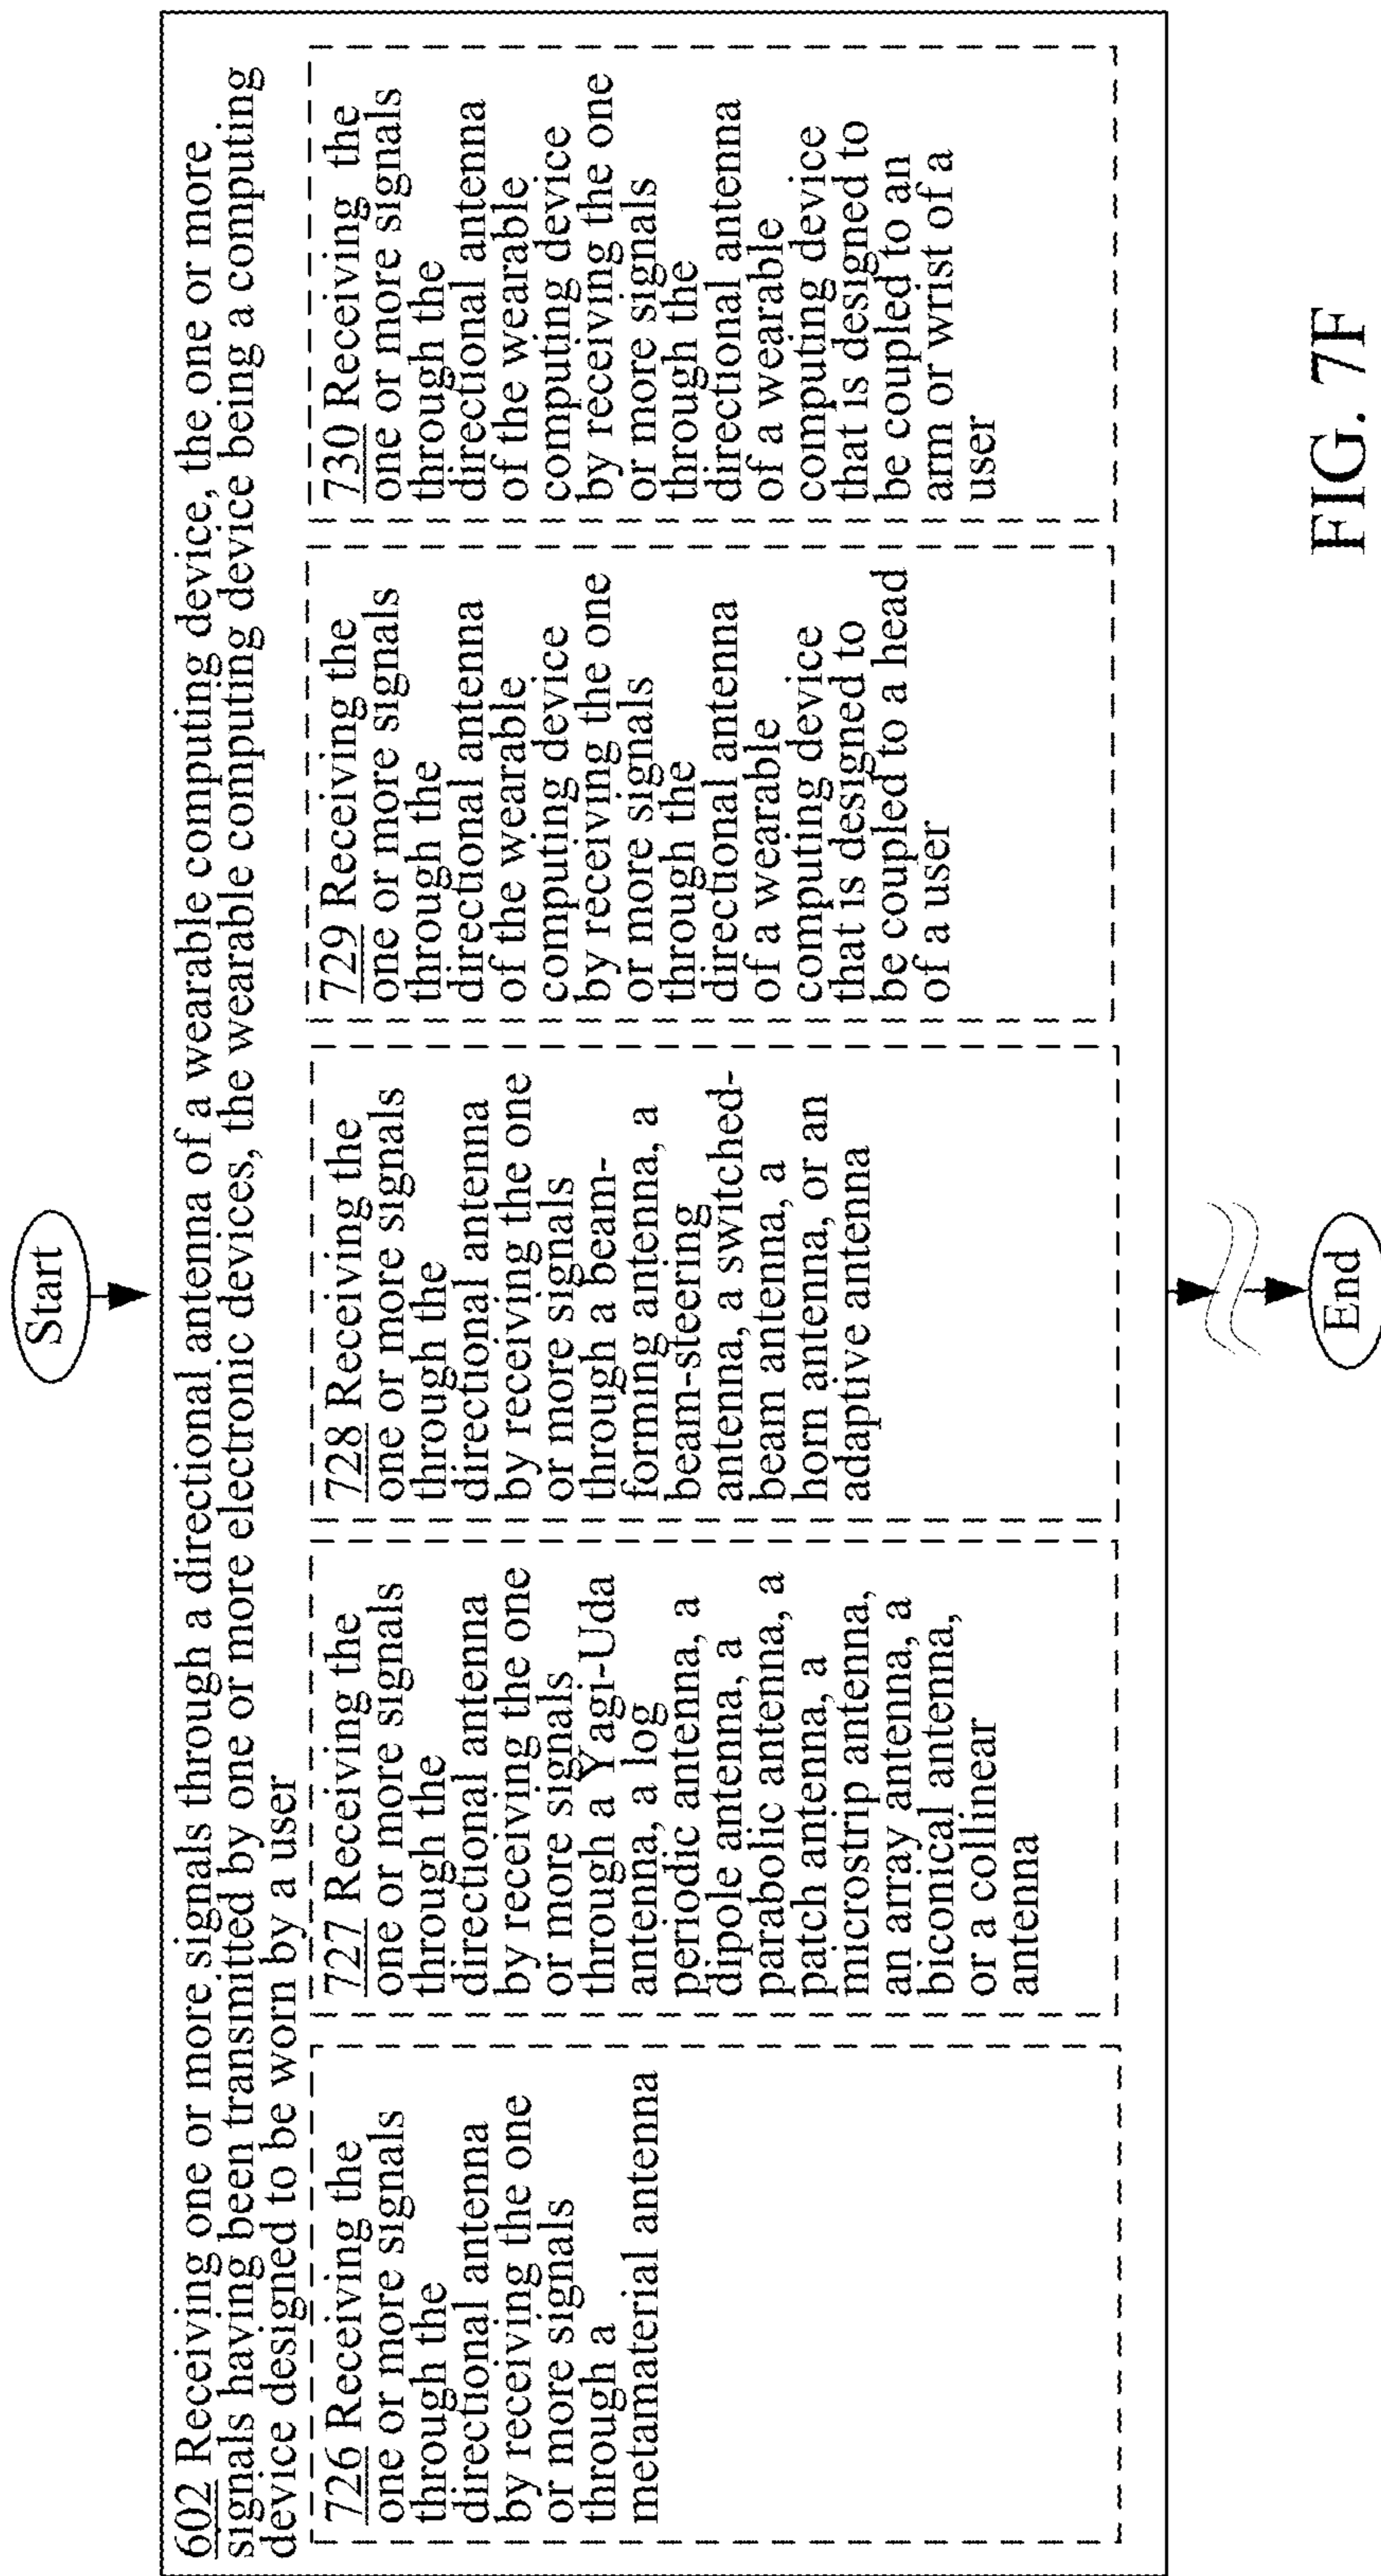 Start
602 Receiving one or more signals through a directional antenna of a wearable computing device, the one or more
signals having been transmitted by one or more electronic devices, the wearable computing device being a computing
device designed to be worn by a user
726 Receiving the
one or more signals
through the
directional antenna
by receiving the one
or more signals
through a
metamaterial antenna
727 Receiving the
one or more signals
through the
directional antenna
by receiving the one
or more signals
through a Yagi-Uda
antenna, a log
periodic antenna, a
dipole antenna, a
parabolic antenna, a
patch antenna, a
microstrip antenna,
an array antenna, a
biconical antenna,
or a collinear
antenna
728 Receiving the
one or more signals
through the
directional antenna
by receiving the one
or more signals
through a beam-
forming antenna, a
beam-steering
antenna, a switched-
beam antenna, a
horn antenna, or an
adaptive antenna
729 Receiving the
one or more signals
through the
directional antenna
of the wearable
computing device
by receiving the one
or more signals
through the
directional antenna
of a wearable
computing device
that is designed to
be coupled to a head
of a user
730 Receiving the
one or more signals
through the
directional antenna
of the wearable
computing device
by receiving the one
or more signals
through the
directional antenna
of a wearable
computing device
that is designed to
be coupled to an
arm or wrist of a
user
End
FIG. 7F